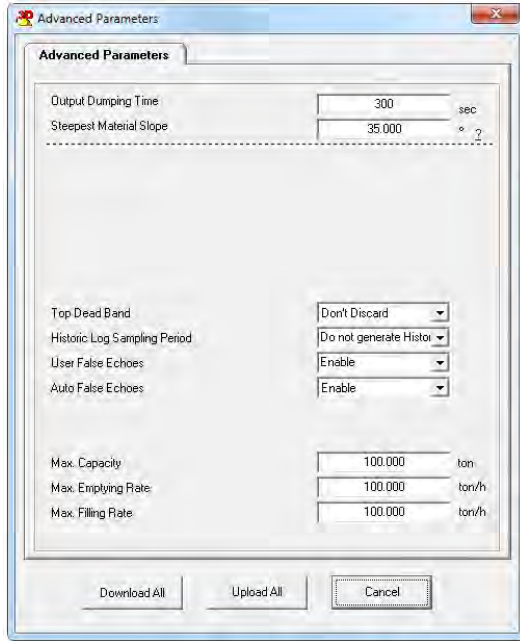 Advanced Parameters
Advanced Parameters
Output Dumping Time 300 sec
Steepest Material Slope 35.000 ° ?
Top Dead Band Don't Discard
Historic Log Sampling Period Do not generate Histor
User False Echoes Enable
Auto False Echoes Enable
Max. Capacity 100.000 ton
Max. Emptying Rate 100.000 ton/h
Max. Filling Rate 100.000 ton/h
Download All Upload All Cancel